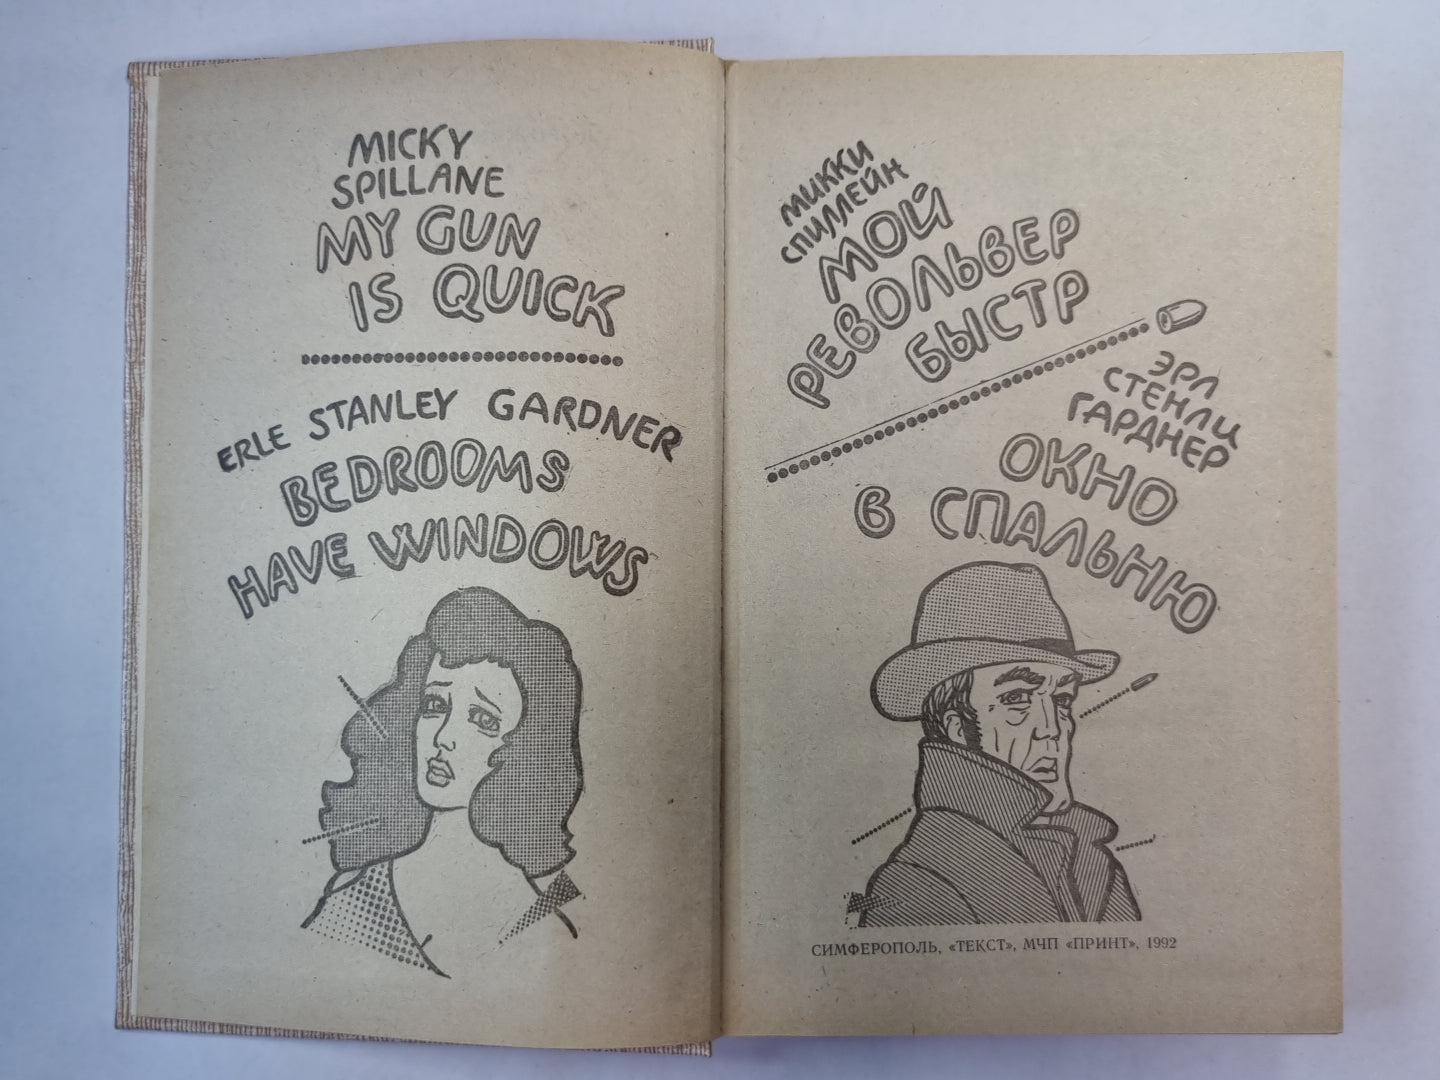 MICKY
SPILLANE
MY GUN
IS QUICK
ERLE STANLEY GARDNER
BEDROOMS
HAVE WINDOWS
МИККИ
СПИЛЛЕЙН
МОЙ
РЕВОЛЬВЕР
БЫСТР
ЭРЛ
СТЕНЛИ
ГАРДНЕР
ОКНО
В СПАЛЬНЮ
СИМФЕРОПОЛЬ, «ТЕКСТ», МЧП «ПРИНТ», 1992